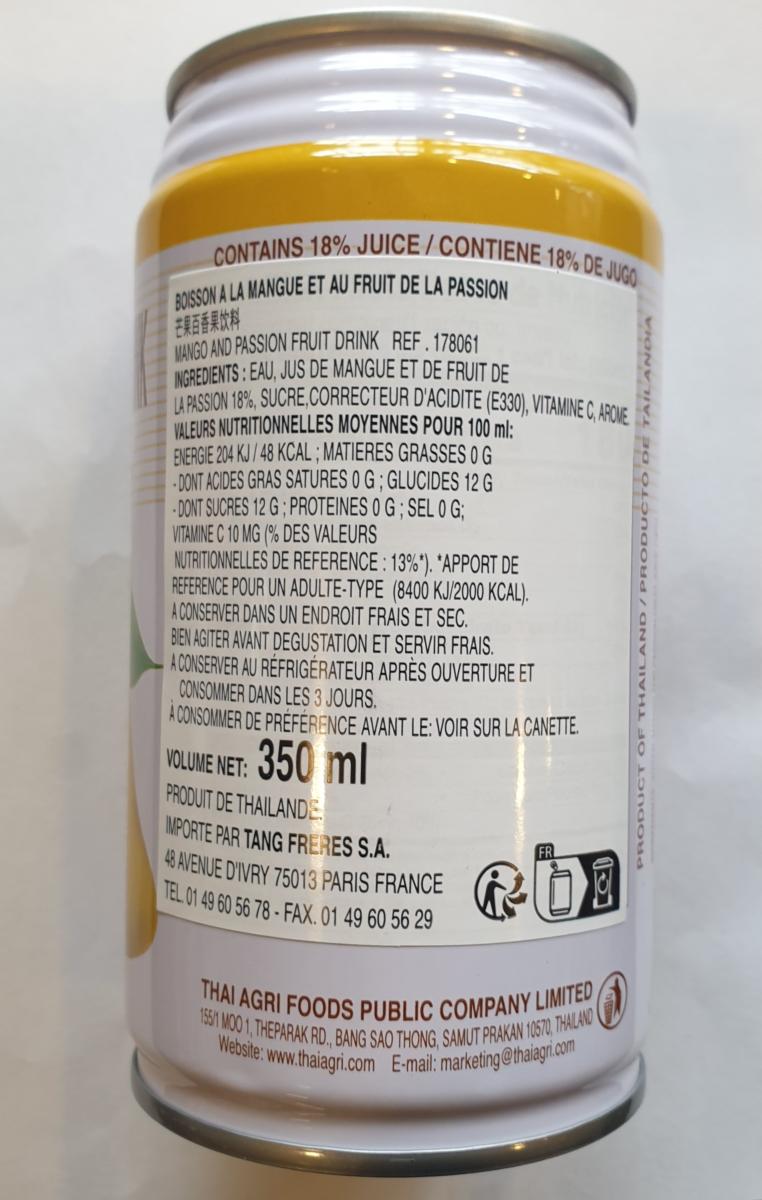 CONTAINS 18% JUICE / CONTIENE 18% DE JUGO
BOISSON A LA MANGUE ET AU FRUIT DE LA PASSION
芒果百香果饮料
MANGO AND PASSION FRUIT DRINK REF . 178061
INGREDIENTS : EAU, JUS DE MANGUE ET DE FRUIT DE
LA PASSION 18%, SUCRE,CORRECTEUR D'ACIDITE (E330), VITAMINE C, AROME.
VALEURS NUTRITIONNELLES MOYENNES POUR 100 ml:
ENERGIE 204 KJ / 48 KCAL ; MATIERES GRASSES 0 G
- DONT ACIDES GRAS SATURES 0 G ; GLUCIDES 12 G
- DONT SUCRES 12 G ; PROTEINES 0 G ; SEL 0 G;
VITAMINE C 10 MG (% DES VALEURS
NUTRITIONNELLES DE REFERENCE : 13%*). *APPORT DE
REFERENCE POUR UN ADULTE-TYPE (8400 KJ/2000 KCAL).
A CONSERVER DANS UN ENDROIT FRAIS ET SEC.
BIEN AGITER AVANT DEGUSTATION ET SERVIR FRAIS.
A CONSERVER AU RÉFRIGÉRATEUR APRÈS OUVERTURE ET
CONSOMMER DANS LES 3 JOURS.
À CONSOMMER DE PRÉFÉRENCE AVANT LE: VOIR SUR LA CANETTE.
VOLUME NET: 350 ml
PRODUIT DE THAILANDE
IMPORTE PAR TANG FRERES S.A.
48 AVENUE D'IVRY 75013 PARIS FRANCE
TEL. 01 49 60 56 78 - FAX. 01 49 60 56 29
FR
PRODUCT OF THAILAND / PRODUCTO DE TAILANDIA
THAI AGRI FOODS PUBLIC COMPANY LIMITED
155/1 MOO 1, THEPARAK RD., BANG SAO THONG, SAMUT PRAKAN 10570, THAILAND
Website: www.thaiagri.com E-mail: marketing@thaiagri.com